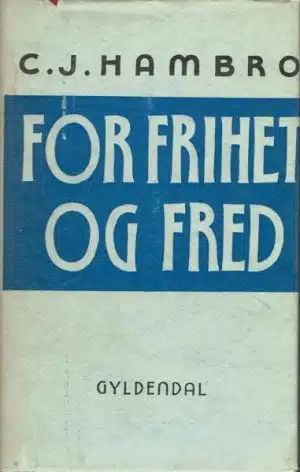 C.J. HAMBRO
FOR FRIHET
OG FRED
GYLDENDAL